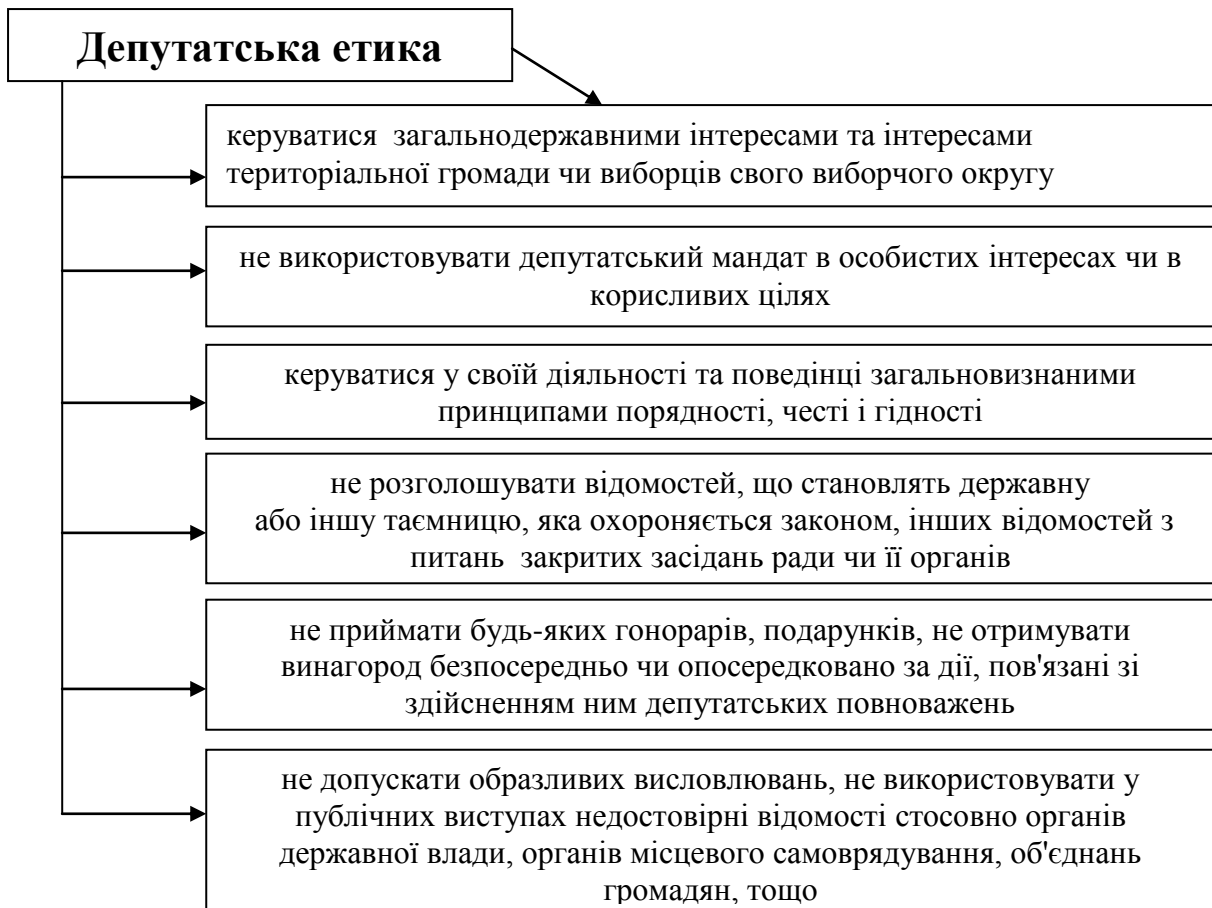 Депутатська етика
керуватися загальнодержавними інтересами та інтересами
територіальної громади чи виборців свого виборчого округу
не використовувати депутатський мандат в особистих інтересах чи в
корисливих цілях
керуватися у своїй діяльності та поведінці загальновизнаними
принципами порядності, честі і гідності
не розголошувати відомостей, що становлять державну
або іншу таємницю, яка охороняється законом, інших відомостей з
питань закритих засідань ради чи її органів
не приймати будь-яких гонорарів, подарунків, не отримувати
винагород безпосередньо чи опосередковано за дії, пов'язані зі
здійсненням ним депутатських повноважень
не допускати образливих висловлювань, не використовувати у
публічних виступах недостовірні відомості стосовно органів
державної влади, органів місцевого самоврядування, об'єднань
громадян, тощо